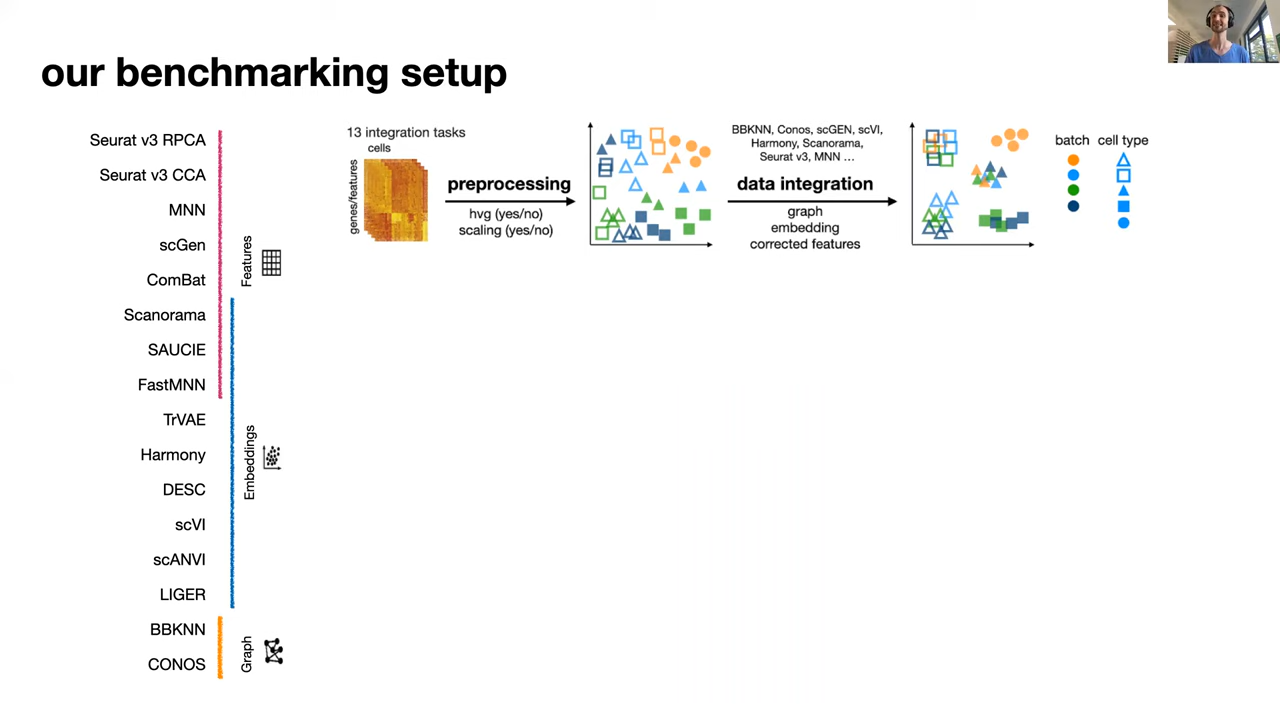 our benchmarking setup
Seurat v3 RPCA
Seurat v3 CCA
MNN
scGen
ComBat
Scanorama
SAUCIE
FastMNN
TrVAE
Harmony
DESC
scVI
scANVI
LIGER
BBKNN
CONOS
Features
Embeddings
Graph
13 integration tasks
cells
genes/features
preprocessing
hvg (yes/no)
scaling (yes/no)
BBKNN, Conos, scGEN, scVI,
Harmony, Scanorama,
Seurat v3, MNN ...
data integration
graph
embedding
corrected features
batch cell type